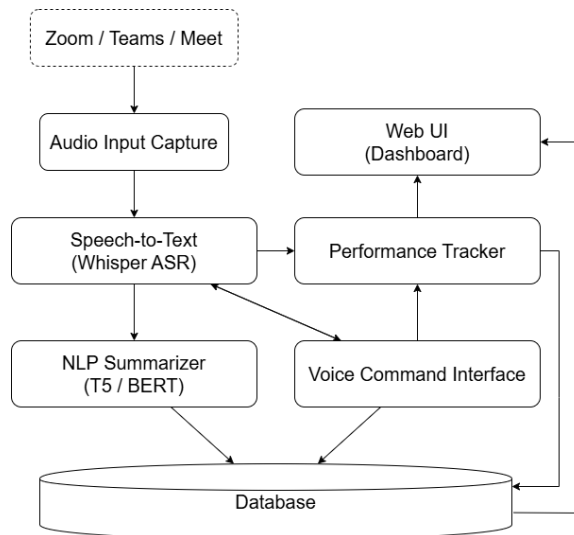 Zoom / Teams / Meet
Audio Input Capture
Web UI
(Dashboard)
Speech-to-Text
(Whisper ASR)
Performance Tracker
NLP Summarizer
(T5 / BERT)
Voice Command Interface
Database